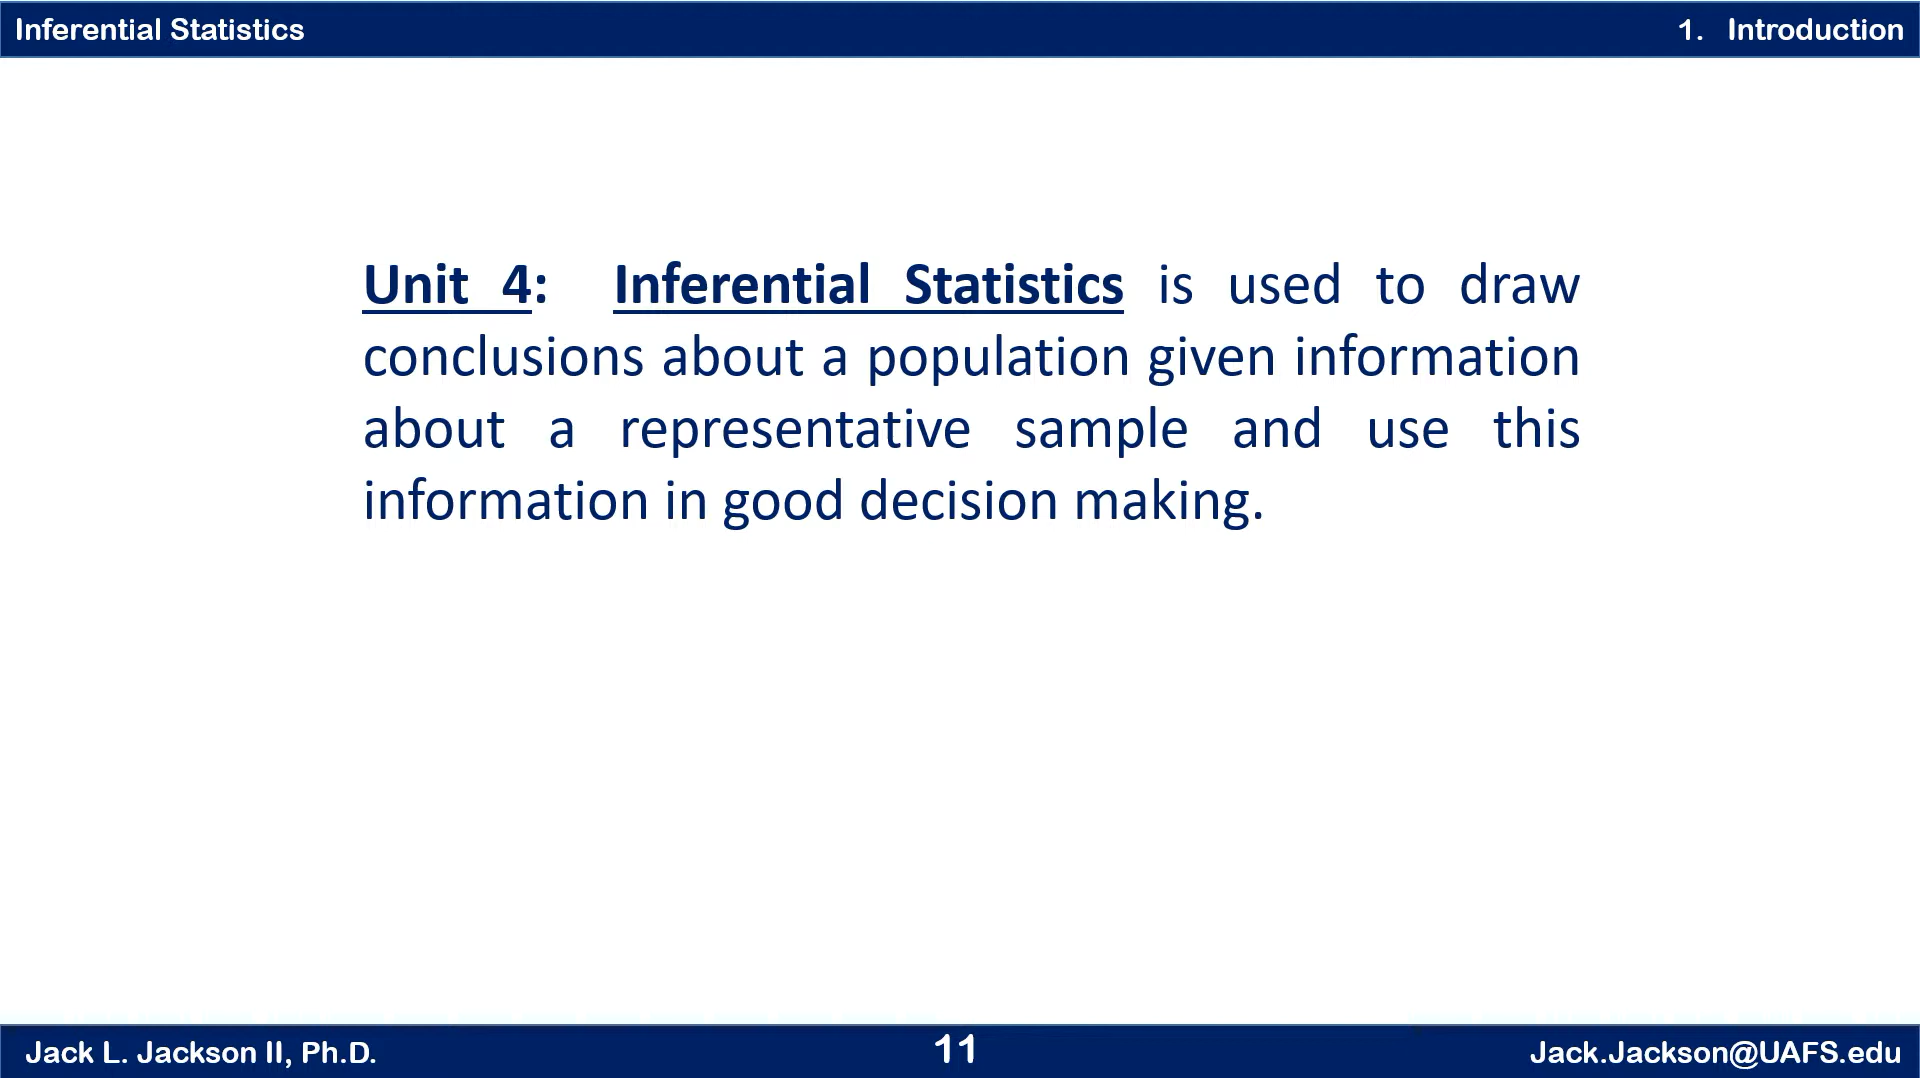 Inferential Statistics
1. Introduction
Unit 4: Inferential Statistics is used to draw
conclusions about a population given information
about a representative sample and use this
information in good decision making.
Jack L. Jackson II, Ph.D.
11
Jack.Jackson@UAFS.edu